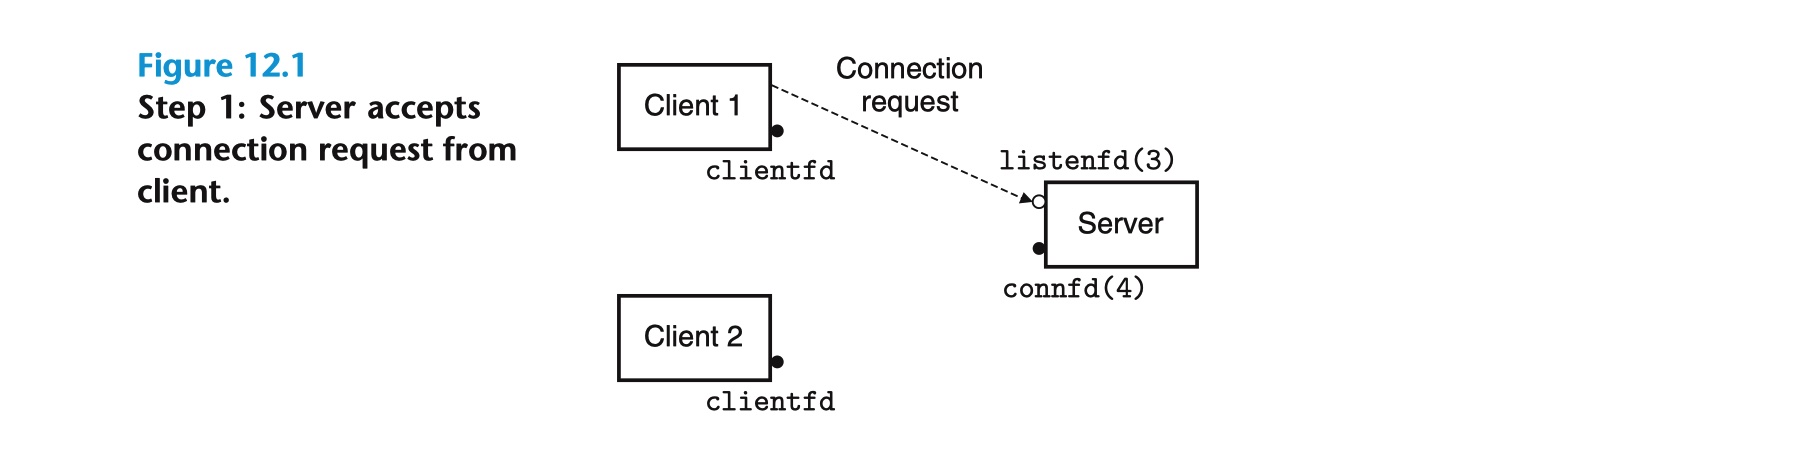 Figure 12.1
Step 1: Server accepts
connection request from
client.
Client 1
clientfd
Connection
request
listenfd(3)
Server
connfd(4)
Client 2
clientfd